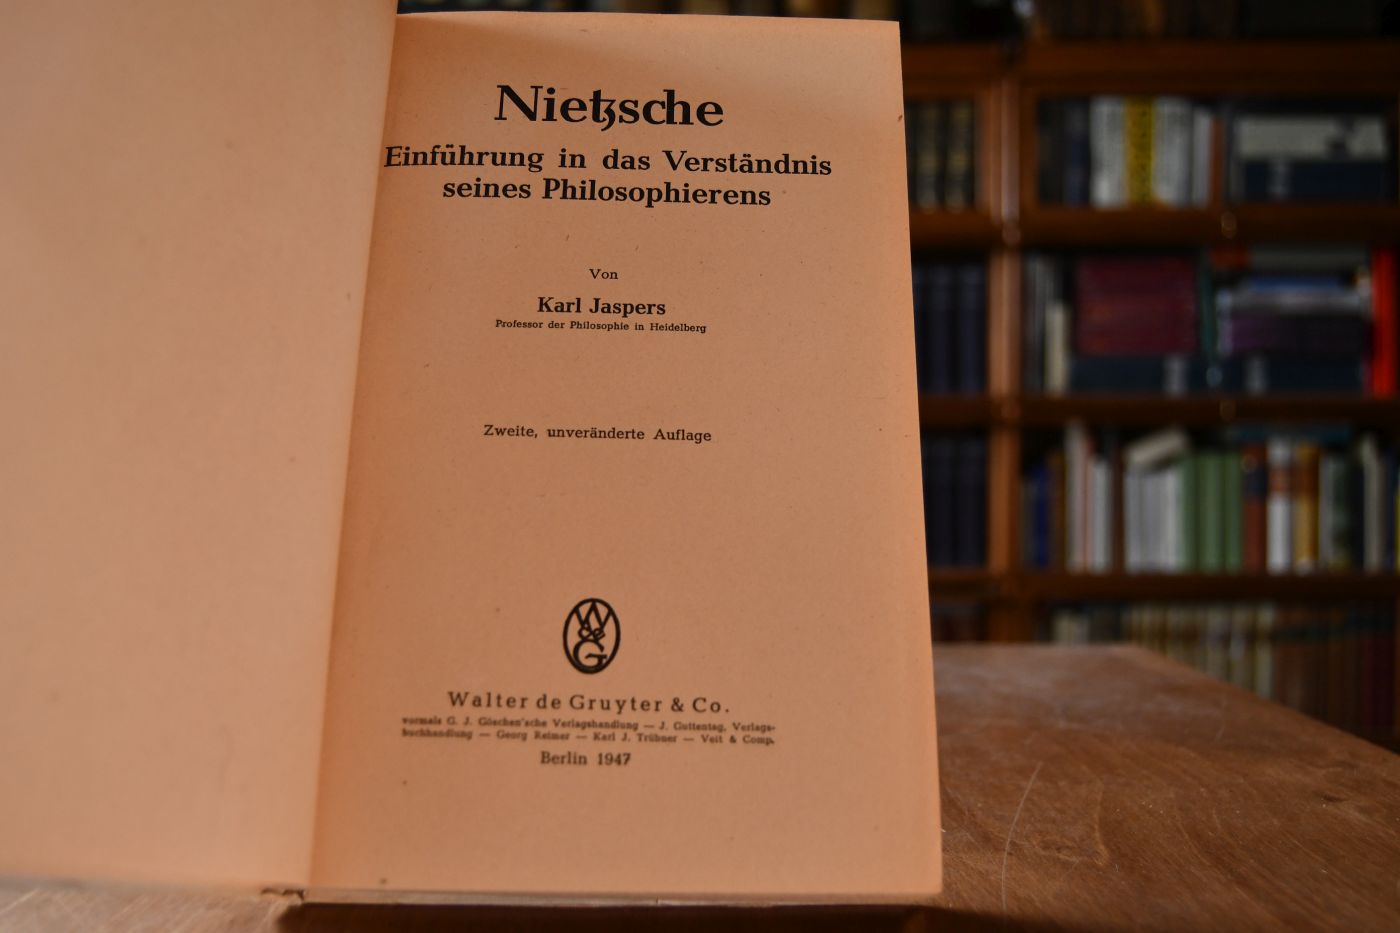 Nietzsche
Einführung in das Verständnis
seines Philosophierens
Von
Karl Jaspers
Professor der Philosophie in Heidelberg
Zweite, unveränderte Auflage
W
&
G
Walter de Gruyter & Co.
vormals G. J. Göschen'sche Verlagshandlung — J. Guttentag, Verlags-
buchhandlung — Georg Reimer — Karl J. Trübner — Veit & Comp.
Berlin 1947